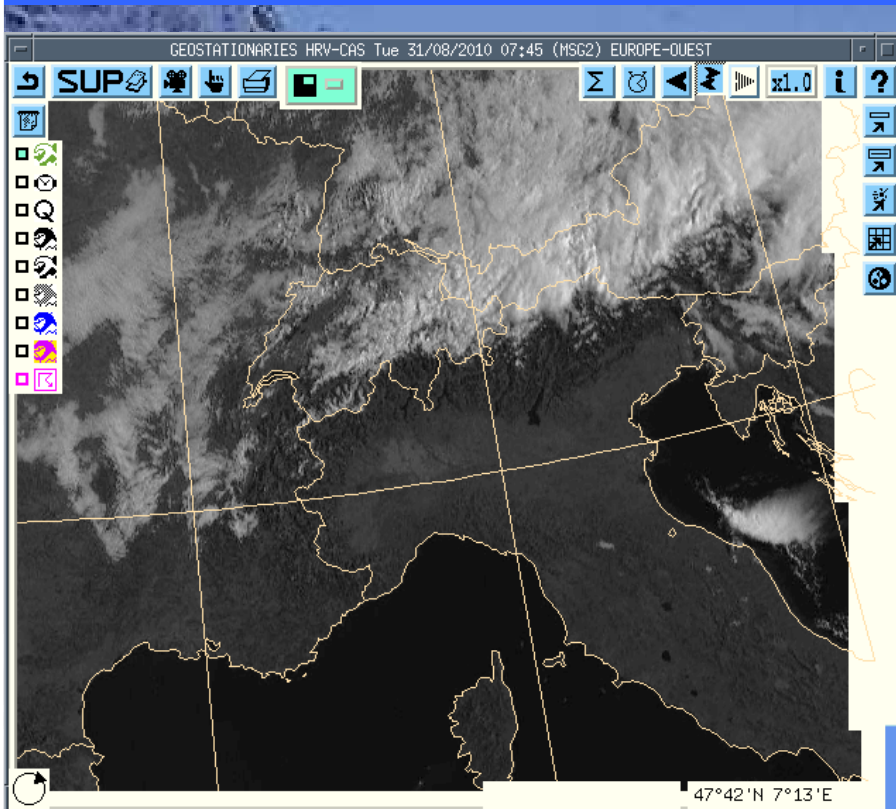 GEOSTATIONARIES HRV-CAS Tue 31/08/2010 07:45 (MSG2) EUROPE-OUEST
SUP Σ x1.0 i ?
Q
47°42'N 7°13'E